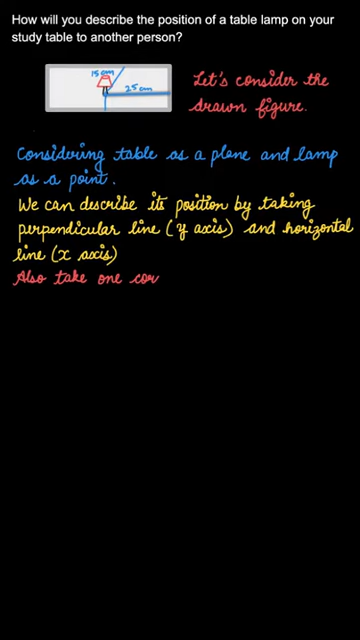 How will you describe the position of a table lamp on your
study table to another person?
15 cm
25 cm
Let's consider the
drawn figure.
Considering table as a plane and lamp
as a point.
We can describe its position by taking
perpendicular line (y axis) and horizontal
line (x axis)
Also take one cor